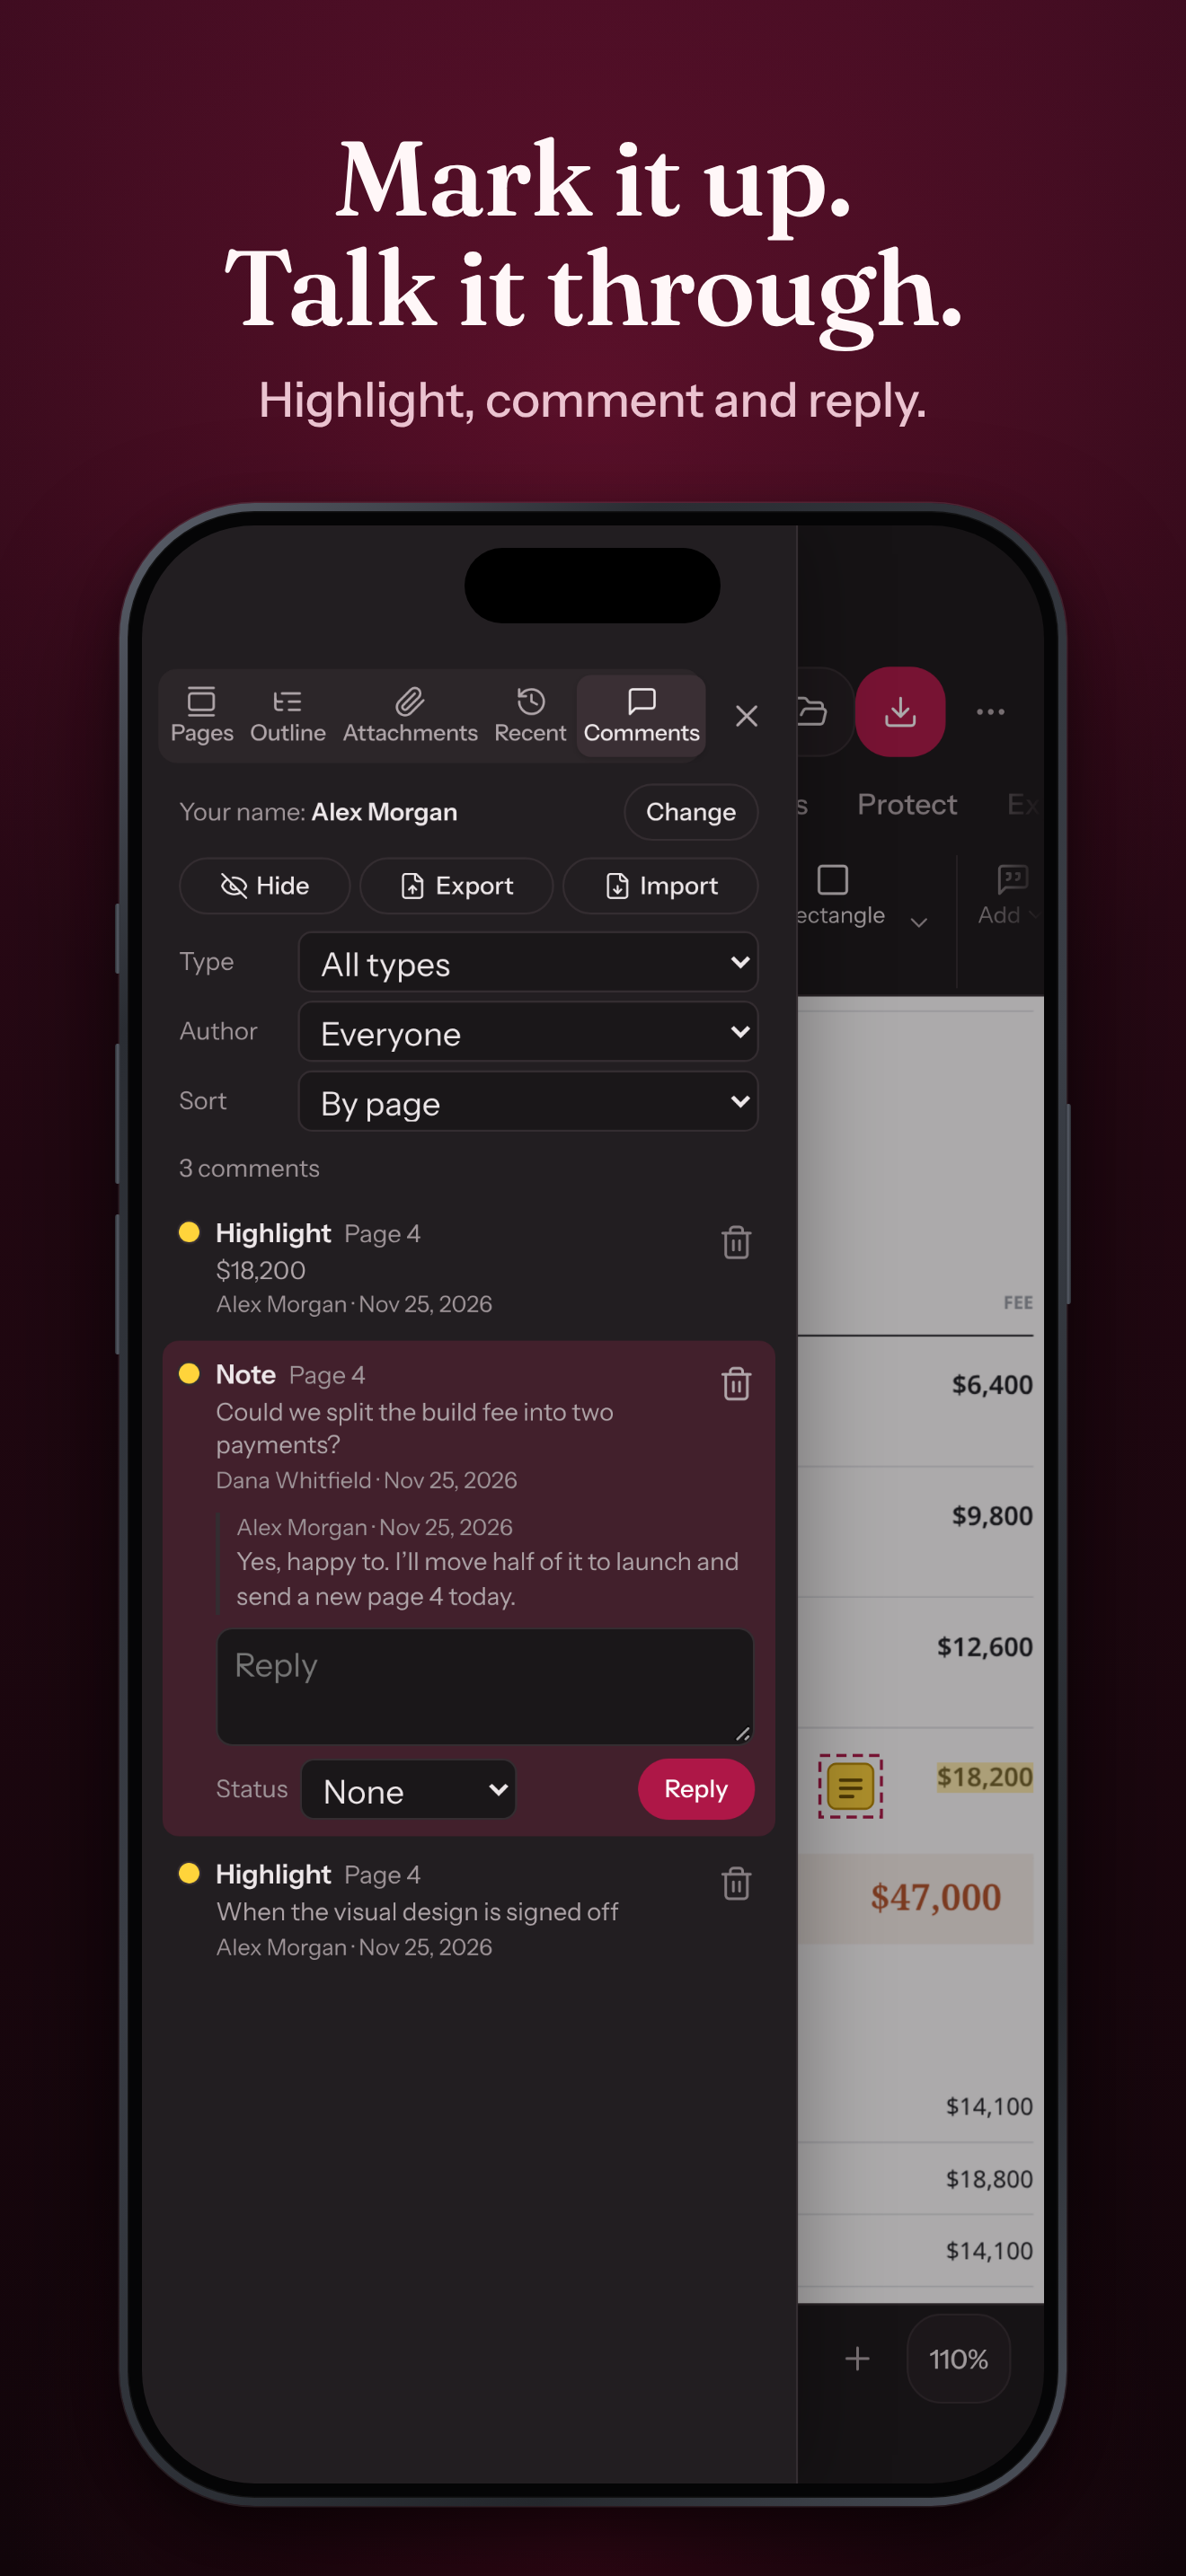 Mark it up.
Talk it through.
Highlight, comment and reply.
Pages
Outline
Attachments
Recent
Comments
Your name: Alex Morgan
Change
Hide
Export
Import
Type
All types
Author
Everyone
Sort
By page
3 comments
Highlight Page 4
$18,200
Alex Morgan · Nov 25, 2026
Note Page 4
Could we split the build fee into two
payments?
Dana Whitfield · Nov 25, 2026
Alex Morgan · Nov 25, 2026
Yes, happy to. I’ll move half of it to launch and
send a new page 4 today.
Reply
Status
None
Reply
Highlight Page 4
When the visual design is signed off
Alex Morgan · Nov 25, 2026
Protect
Add
FEE
$6,400
$9,800
$12,600
$18,200
$47,000
$14,100
$18,800
$14,100
110%